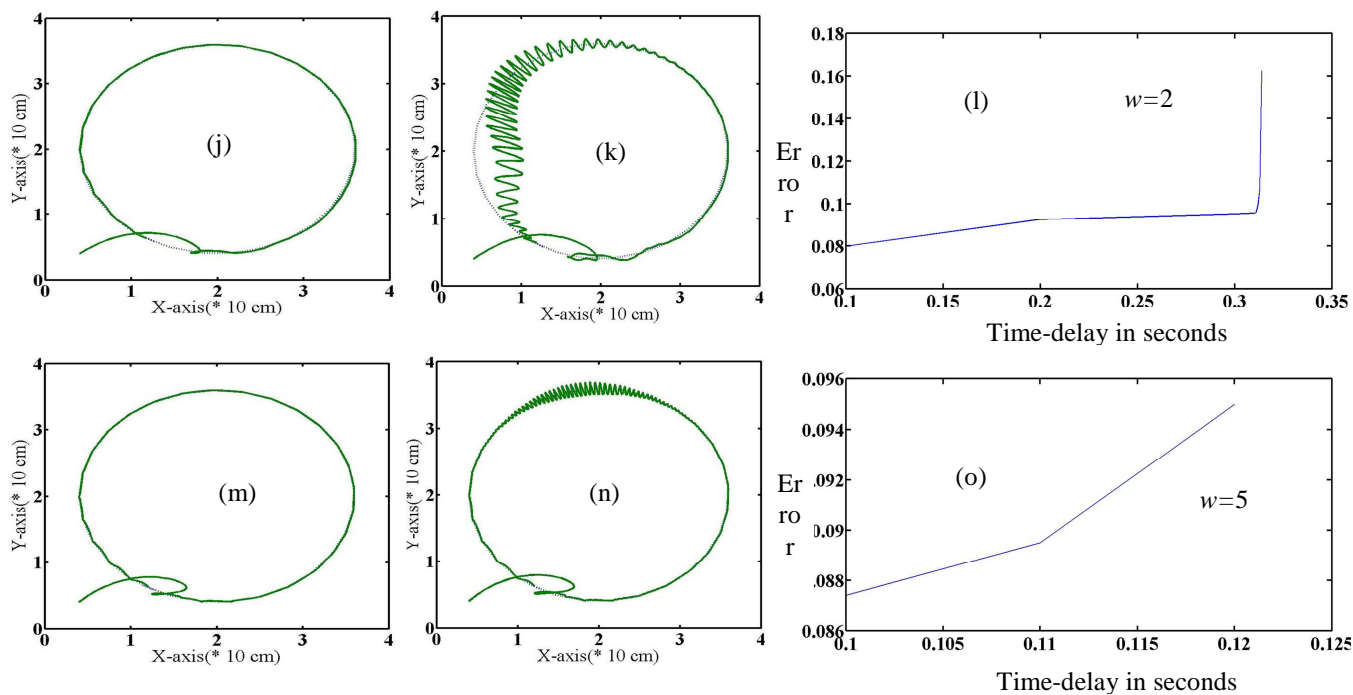 4
3
2
1
0
0
1
2
3
4
Y-axis(* 10 cm)
X-axis(* 10 cm)
(j)
4
3
2
1
0
0
1
2
3
4
Y-axis(* 10 cm)
X-axis(* 10 cm)
(k)
0.18
0.16
0.14
0.12
0.1
0.08
0.06
0.1
0.15
0.2
0.25
0.3
0.35
Er
ro
r
(l)
w=2
Time-delay in seconds
4
3
2
1
0
0
1
2
3
4
Y-axis(* 10 cm)
X-axis(* 10 cm)
(m)
4
3
2
1
0
0
1
2
3
4
Y-axis(* 10 cm)
X-axis(* 10 cm)
(n)
0.096
.094
.092
0.09
.088
.086
0.1
0.105
0.11
0.115
0.12
0.125
Er
ro
r
(o)
w=5
Time-delay in seconds